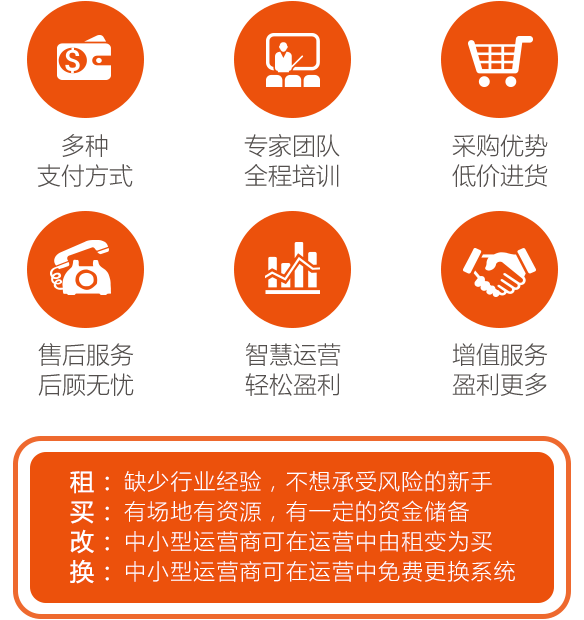 多种
支付方式
专家团队
全程培训
采购优势
低价进货
售后服务
后顾无忧
智慧运营
轻松盈利
增值服务
盈利更多
租：缺少行业经验，不想承受风险的新手
买：有场地有资源，有一定的资金储备
改：中小型运营商可在运营中由租变为买
换：中小型运营商可在运营中免费更换系统